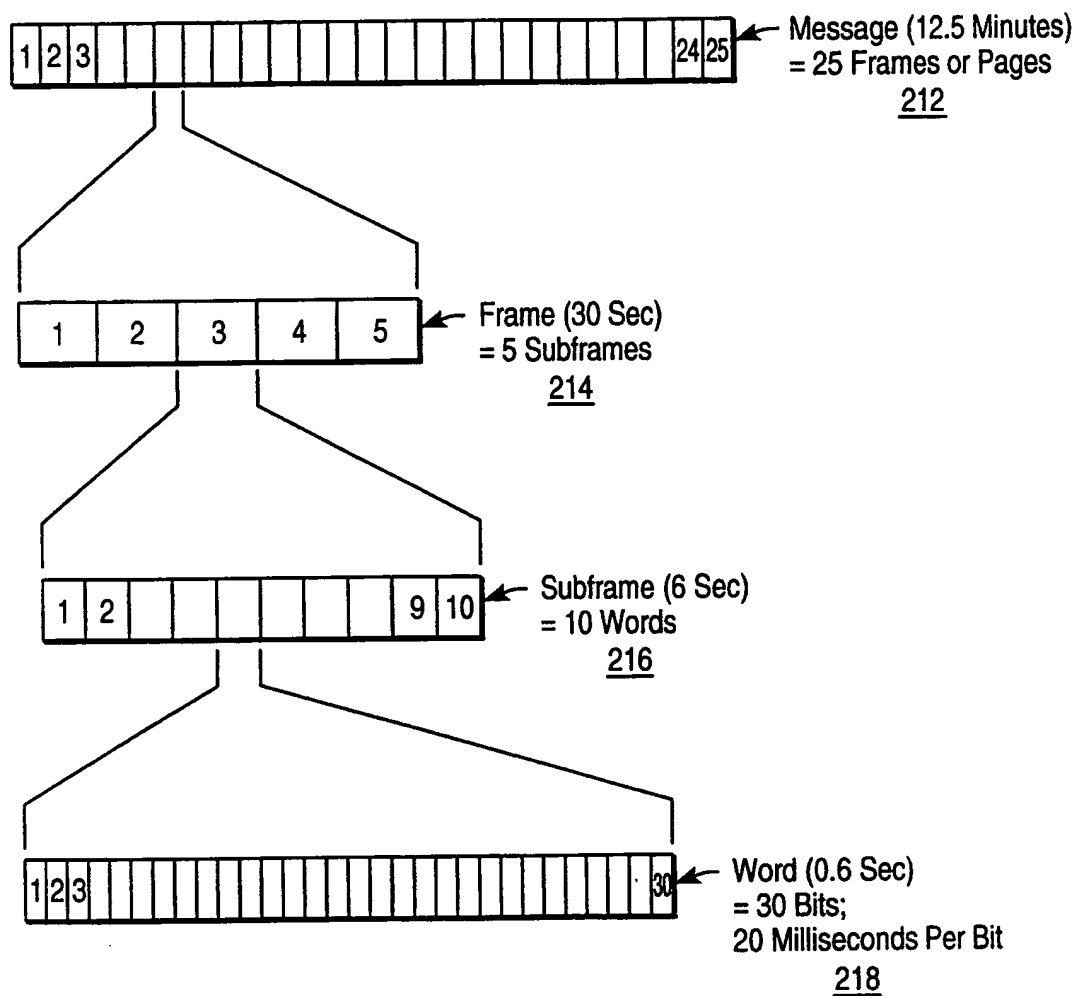 1 2 3 24 25
Message (12.5 Minutes)
= 25 Frames or Pages
212
1 2 3 4 5
Frame (30 Sec)
= 5 Subframes
214
1 2 9 10
Subframe (6 Sec)
= 10 Words
216
1 2 3 30
Word (0.6 Sec)
= 30 Bits;
20 Milliseconds Per Bit
218